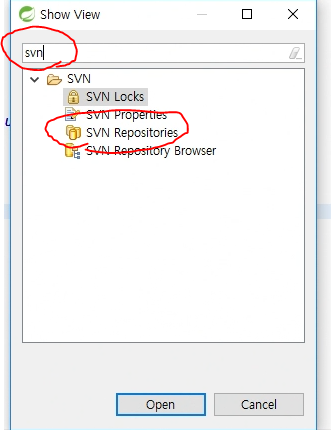 Show View
svn
SVN
SVN Locks
SVN Properties
SVN Repositories
SVN Repository Browser
Open
Cancel